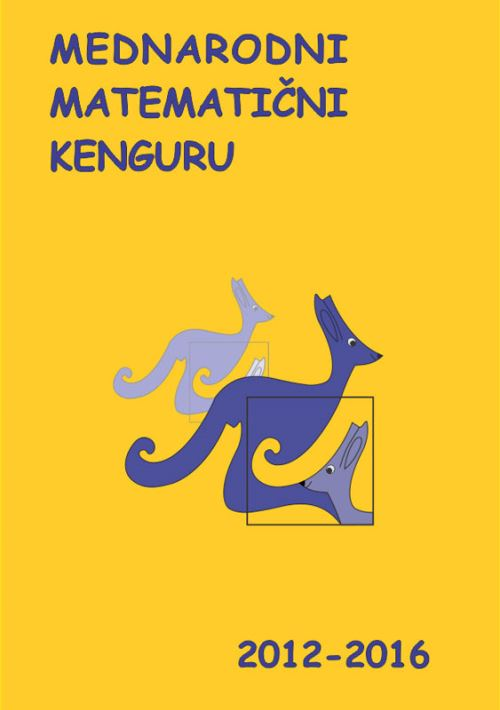 MEDNARODNI
MATEMATIČNI
KENGURU
2012-2016